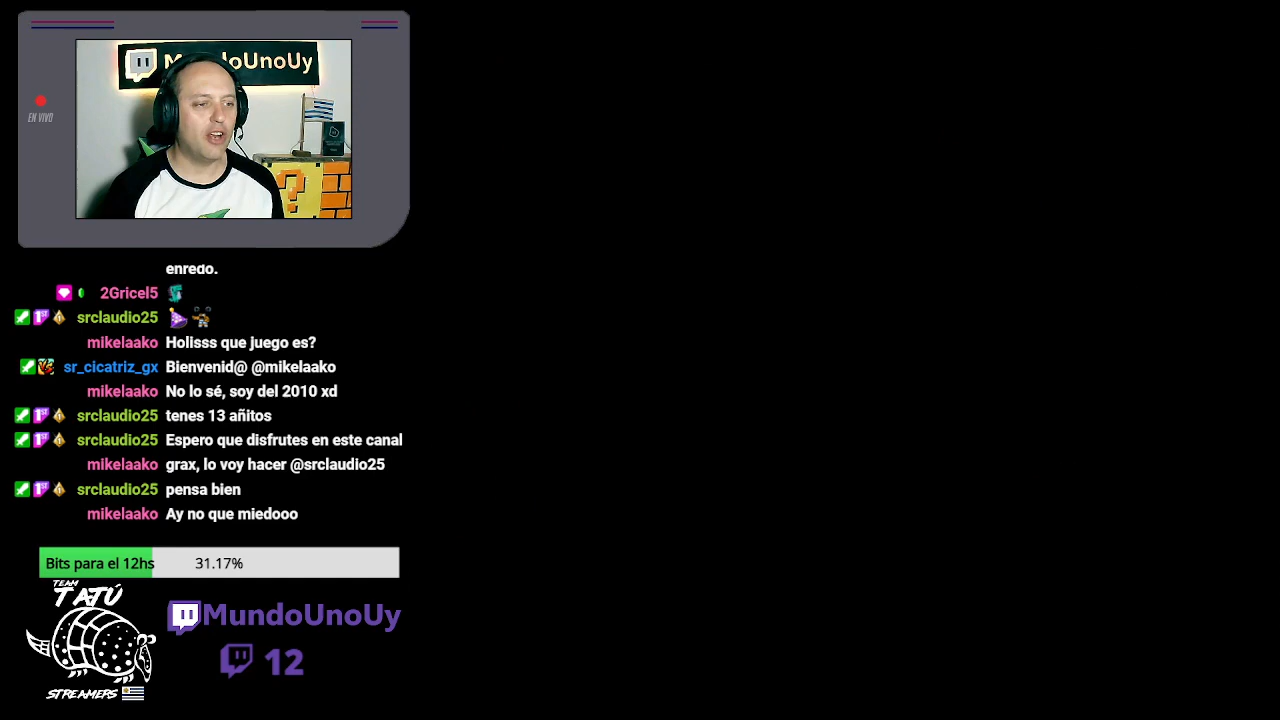 MundoUnoUy
EN VIVO
enredo.
2Gricel5
srclaudio25
mikelaako Holisss que juego es?
sr_cicatriz_gx Bienvenid@ @mikelaako
mikelaako No lo sé, soy del 2010 xd
srclaudio25 tenes 13 añitos
srclaudio25 Espero que disfrutes en este canal
mikelaako grax, lo voy hacer @srclaudio25
srclaudio25 pensa bien
mikelaako Ay no que miedooo
Bits para el 12hs 31.17%
TEAM
TATÚ
STREAMERS
MundoUnoUy
12